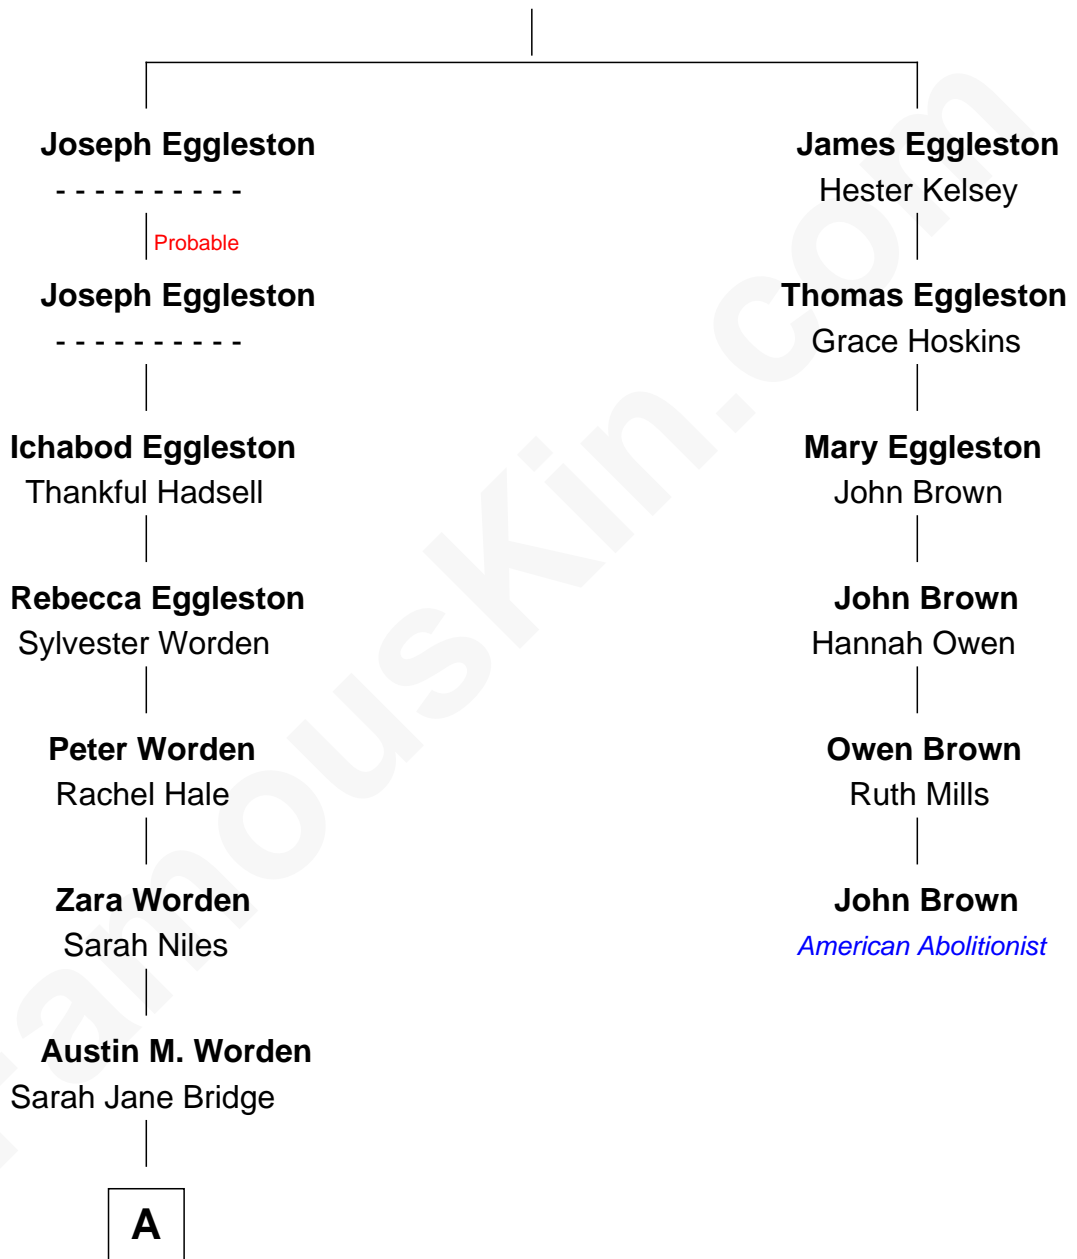 Joseph Eggleston
- - - - - - - - - -
Probable
Joseph Eggleston
- - - - - - - - - -
Ichabod Eggleston
Thankful Hadsell
Rebecca Eggleston
Sylvester Worden
Peter Worden
Rachel Hale
Zara Worden
Sarah Niles
Austin M. Worden
Sarah Jane Bridge
A
James Eggleston
Hester Kelsey
Thomas Eggleston
Grace Hoskins
Mary Eggleston
John Brown
John Brown
Hannah Owen
Owen Brown
Ruth Mills
John Brown
American Abolitionist
FamousKin.com